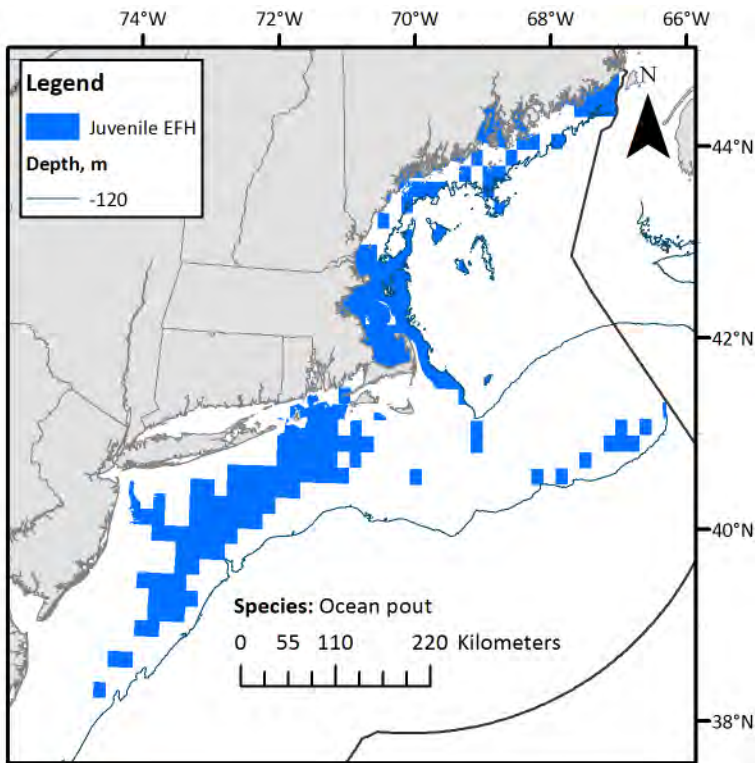 74°W 72°W 70°W 68°W 66°W
Legend
Juvenile EFH
Depth, m
-120
N
44°N
42°N
40°N
38°N
Species: Ocean pout
0 55 110 220 Kilometers